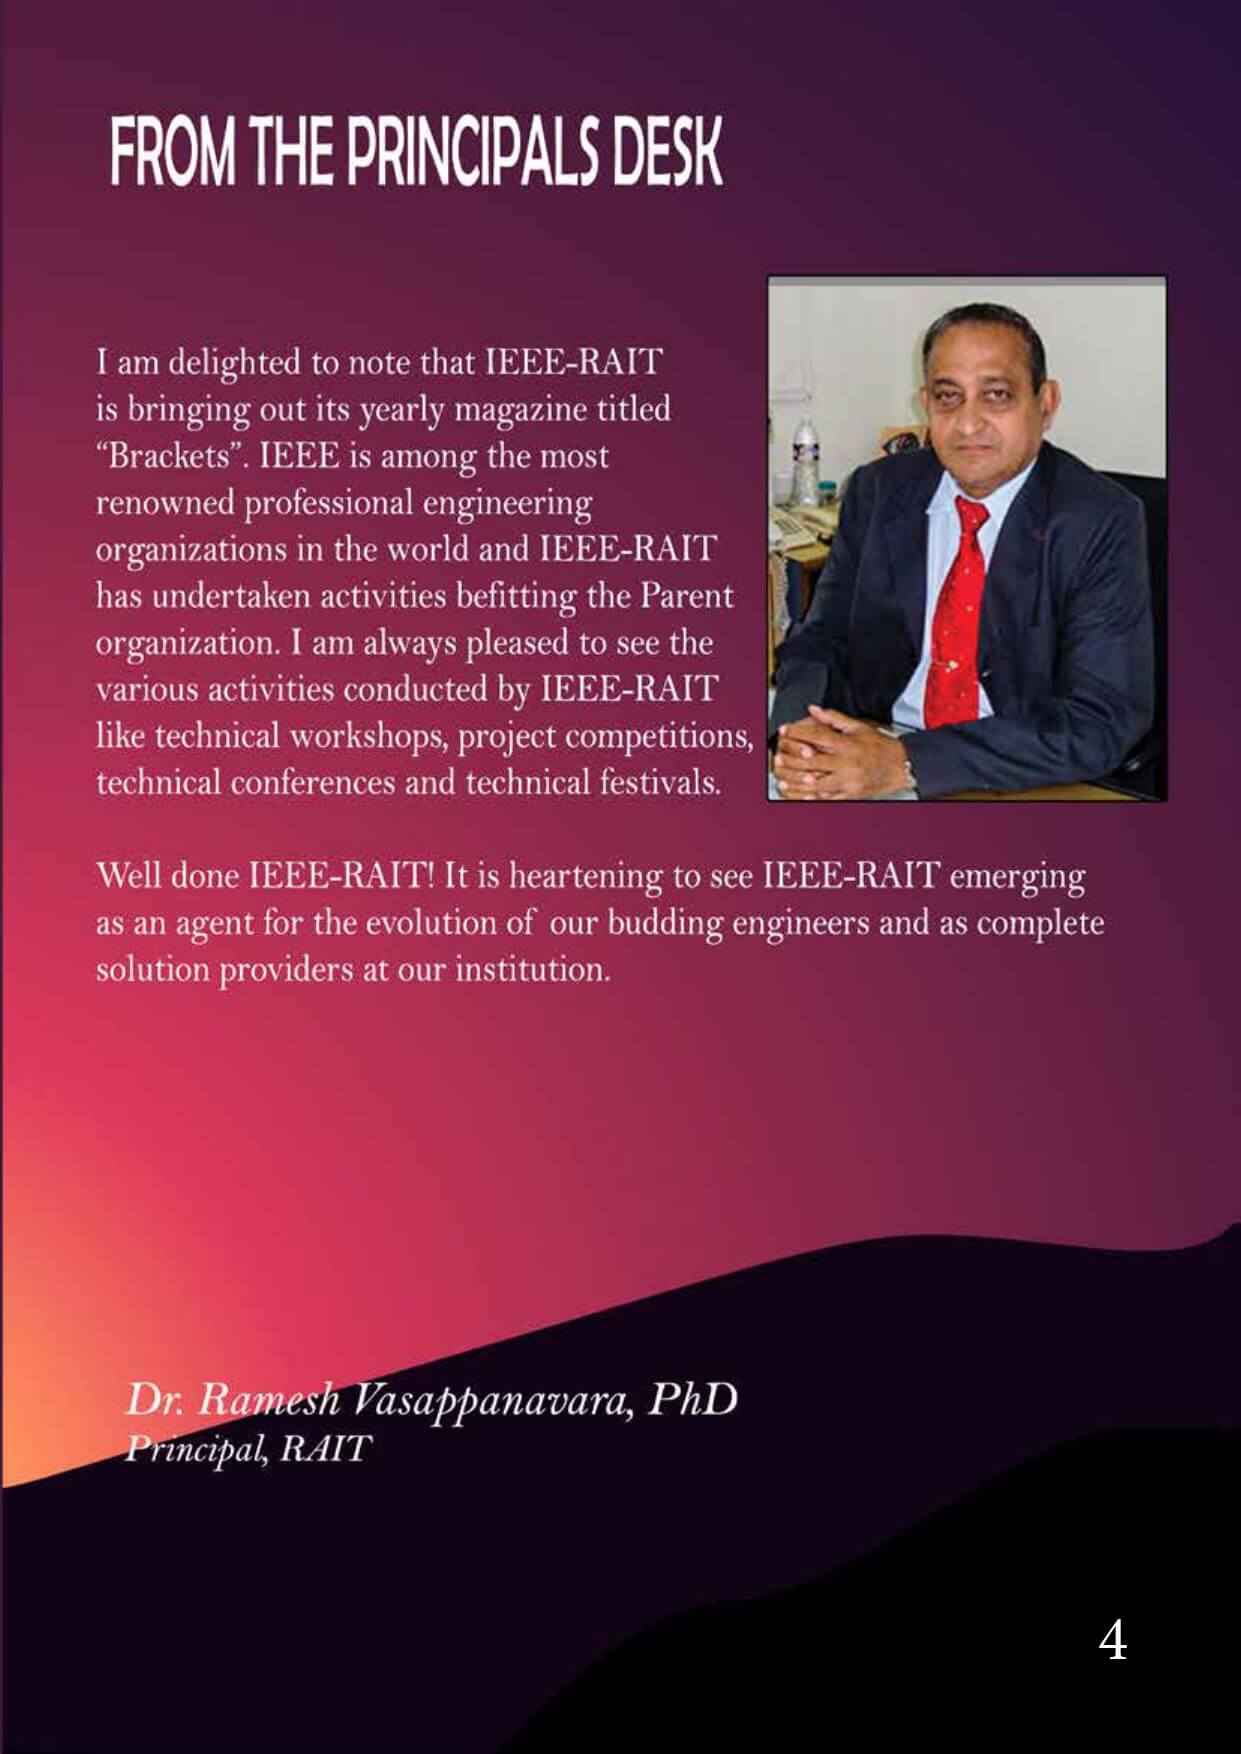 FROM THE PRINCIPALS DESK
I am delighted to note that IEEE-RAIT
is bringing out its yearly magazine titled
“Brackets”. IEEE is among the most
renowned professional engineering
organizations in the world and IEEE-RAIT
has undertaken activities befitting the Parent
organization. I am always pleased to see the
various activities conducted by IEEE-RAIT
like technical workshops, project competitions,
technical conferences and technical festivals.
Well done IEEE-RAIT! It is heartening to see IEEE-RAIT emerging
as an agent for the evolution of our budding engineers and as complete
solution providers at our institution.
Dr. Ramesh Vasappanavara, PhD
Principal, RAIT
4